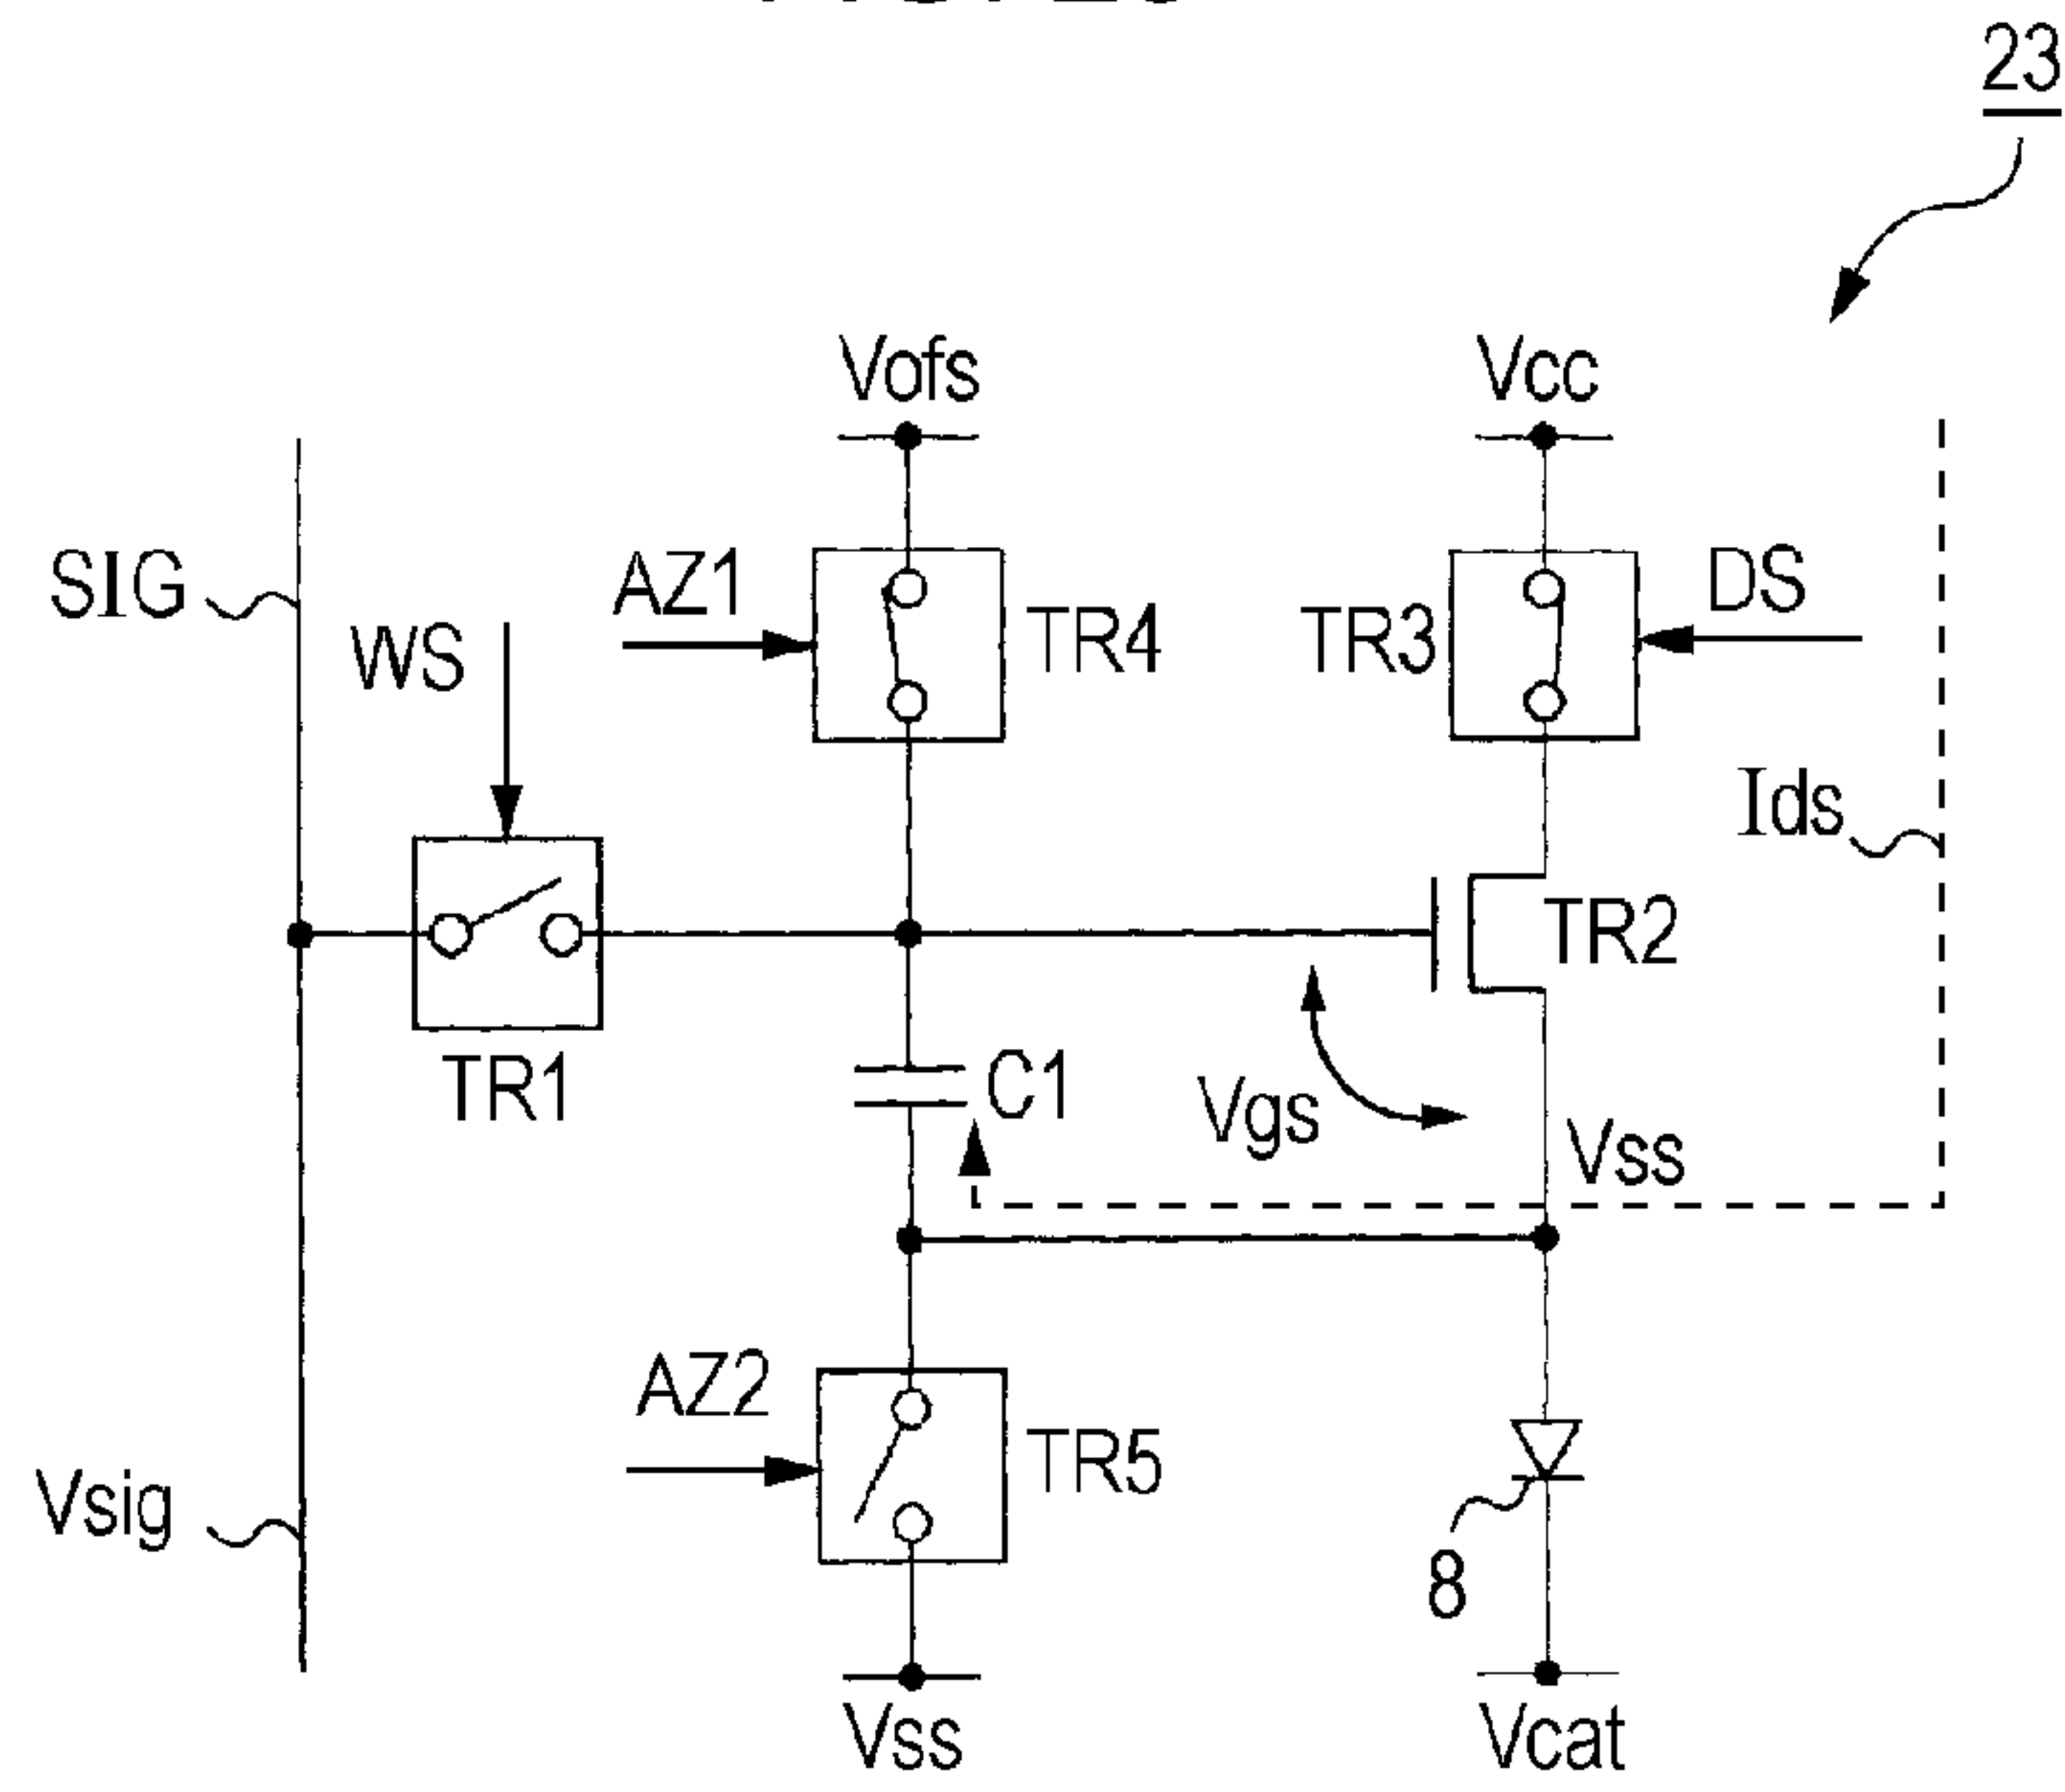 23
Vofs
Vcc
SIG
AZ1
TR4
TR3
DS
WS
Ids
TR2
TR1
C1
Vgs
Vss
AZ2
TR5
Vsig
8
Vss
Vcat